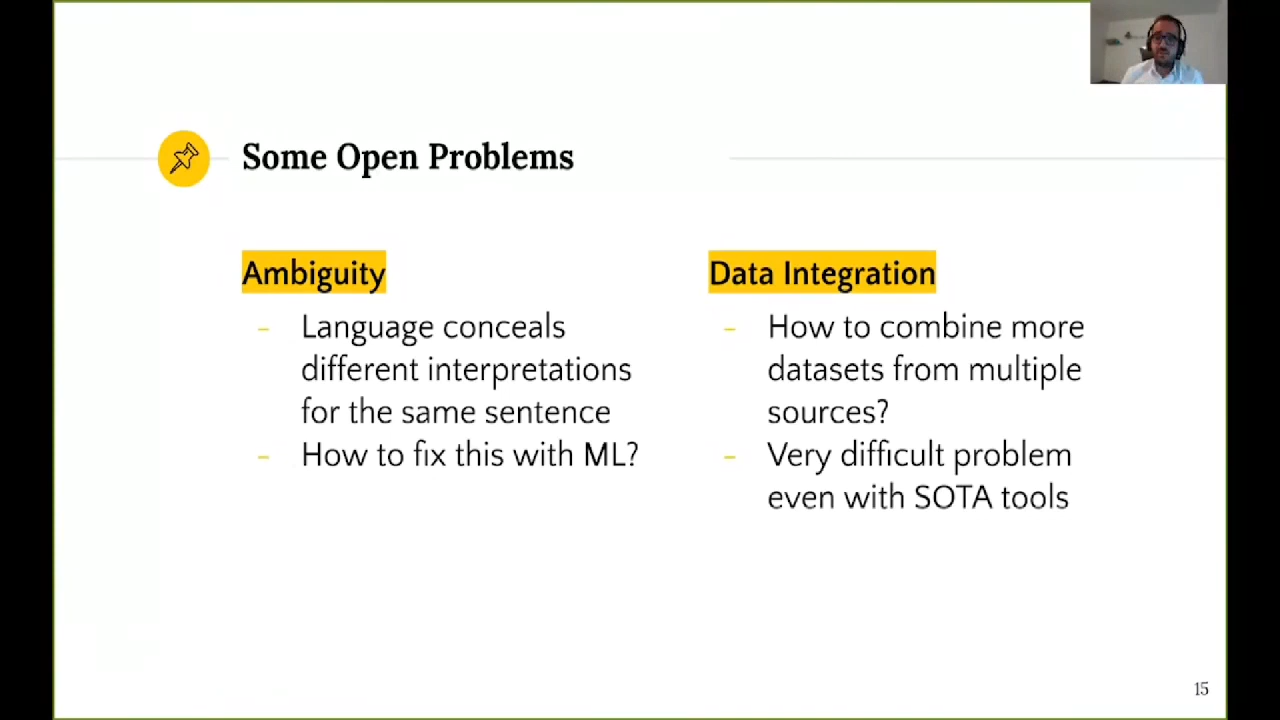 Some Open Problems
Ambiguity
- Language conceals
different interpretations
for the same sentence
- How to fix this with ML?
Data Integration
- How to combine more
datasets from multiple
sources?
- Very difficult problem
even with SOTA tools
15